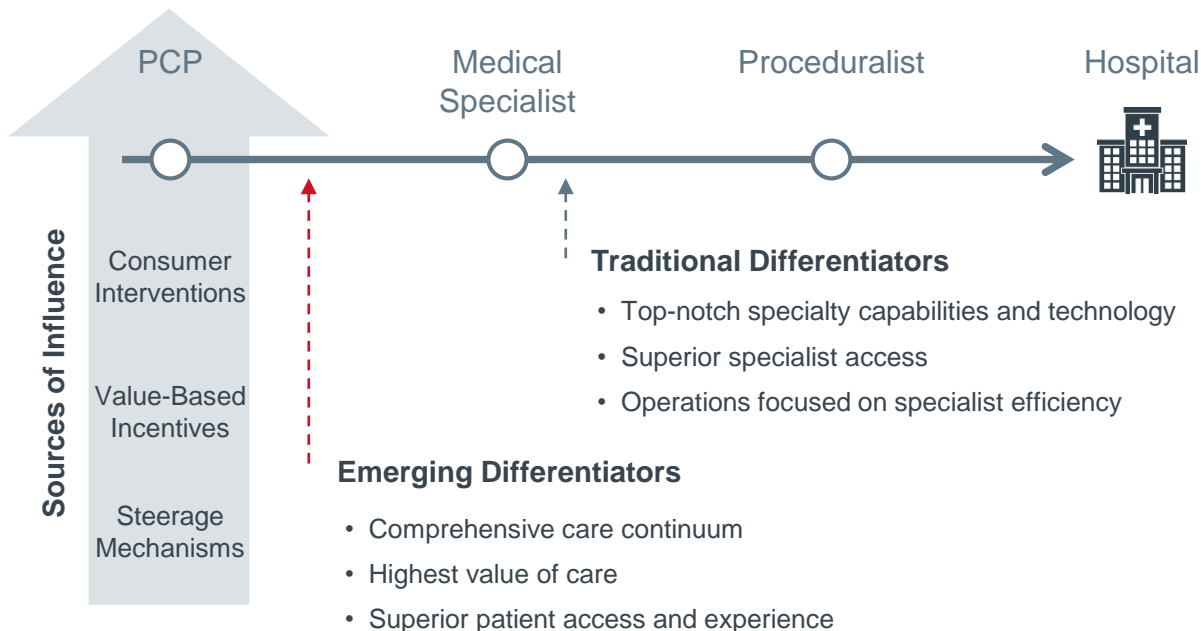 PCP
Medical
Specialist
Proceduralist
Hospital
Sources of Influence
Consumer
Interventions
Value-Based
Incentives
Steerage
Mechanisms
Traditional Differentiators
• Top-notch specialty capabilities and technology
• Superior specialist access
• Operations focused on specialist efficiency
Emerging Differentiators
• Comprehensive care continuum
• Highest value of care
• Superior patient access and experience